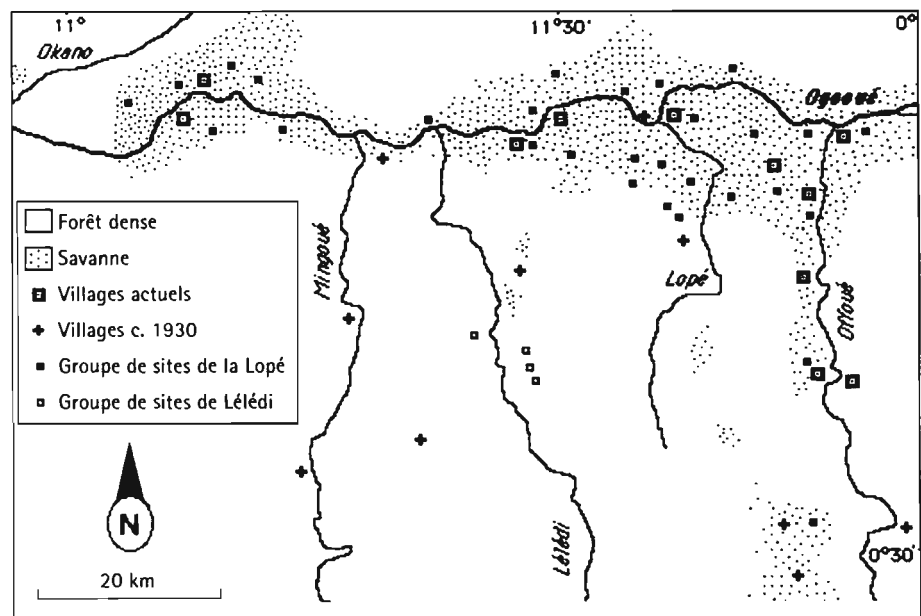 11°
11°30'
0°
Okano
Ogooué
Forêt dense
Savanne
Villages actuels
Villages c. 1930
Groupe de sites de la Lopé
Groupe de sites de Lélédi
Mingoué
Lopé
Offoué
N
Lélédi
0°30'
20 km